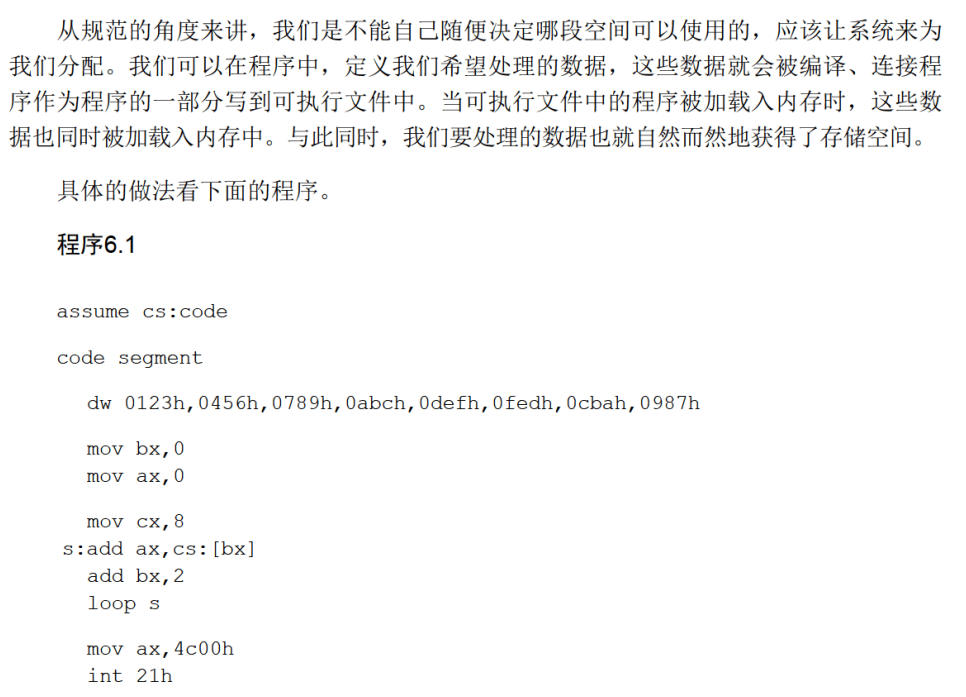 从规范的角度来讲，我们是不能自己随便决定哪段空间可以使用的，应该让系统来为
我们分配。我们可以在程序中，定义我们希望处理的数据，这些数据就会被编译、连接程
序作为程序的一部分写到可执行文件中。当可执行文件中的程序被加载入内存时，这些数
据也同时被加载入内存中。与此同时，我们要处理的数据也就自然而然地获得了存储空间。
具体的做法看下面的程序。
程序6.1
assume cs:code
code segment
dw 0123h,0456h,0789h,0abch,0defh,0fedh,0cbah,0987h
mov bx,0
mov ax,0
mov cx,8
s:add ax,cs:[bx]
add bx,2
loop s
mov ax,4c00h
int 21h